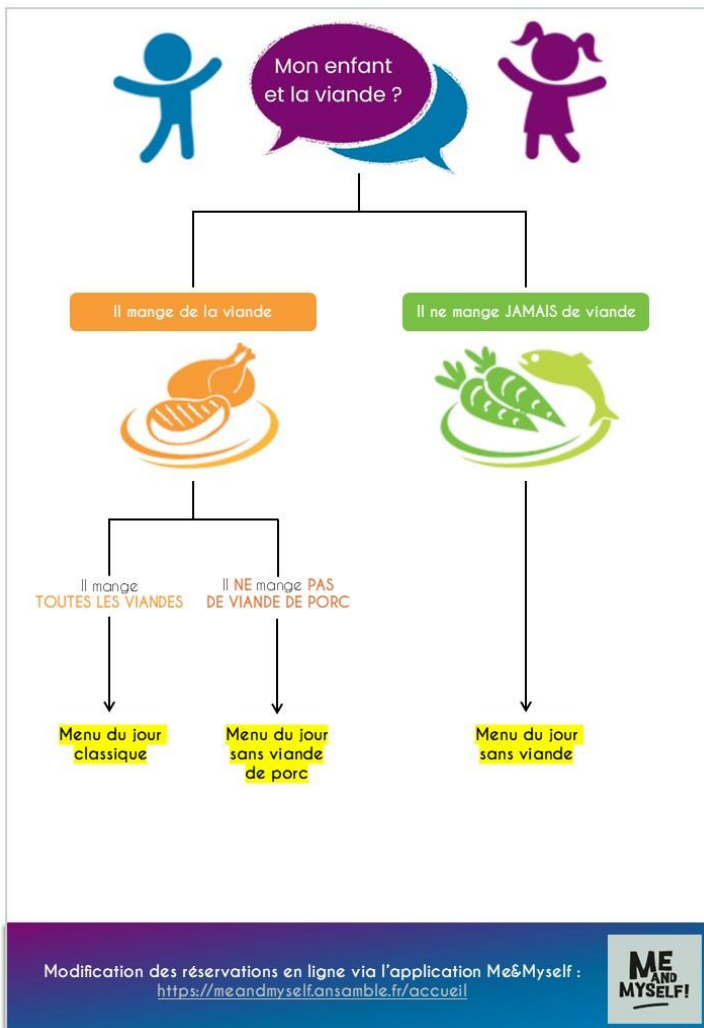 Mon enfant
et la viande ?
Il mange de la viande
Il ne mange JAMAIS de viande
Il mange
TOUTES LES VIANDES
Il NE mange PAS
DE VIANDE DE PORC
Menu du jour
classique
Menu du jour
sans viande
de porc
Menu du jour
sans viande
Modification des réservations en ligne via l'application Me&Myself :
https://meandmyself.ansamble.fr/accueil
ME
AND
MYSELF!